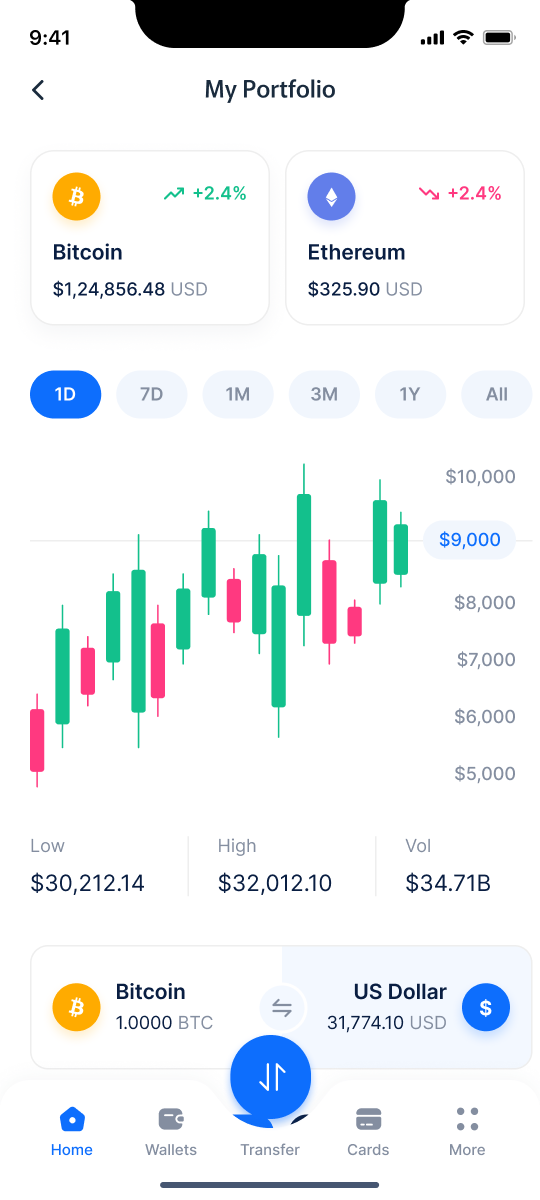 9:41
My Portfolio
+2.4%
Bitcoin
$1,24,856.48 USD
+2.4%
Ethereum
$325.90 USD
1D 7D 1M 3M 1Y All
$10,000
$9,000
$8,000
$7,000
$6,000
$5,000
Low High Vol
$30,212.14 $32,012.10 $34.71B
Bitcoin
1.0000 BTC
US Dollar
31,774.10 USD
$
Home Wallets Transfer Cards More